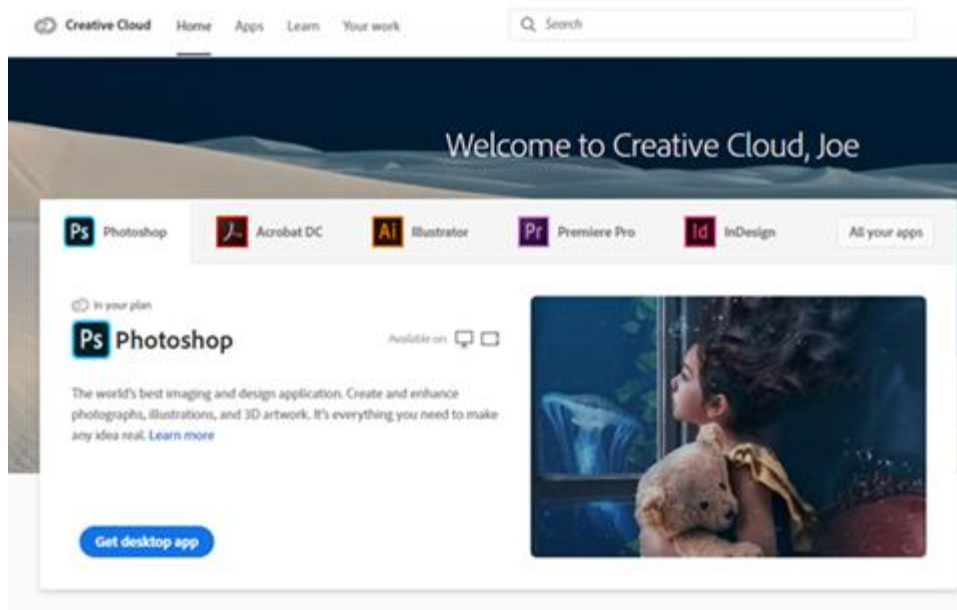 Creative Cloud Home Apps Learn Your work Search
Welcome to Creative Cloud, Joe
Ps Photoshop Acrobat DC Ai Illustrator Pr Premiere Pro Id InDesign All your apps
In your plan
Ps Photoshop Available on:
The world's best imaging and design application. Create and enhance
photographs, illustrations, and 3D artwork. It's everything you need to make
any idea real. Learn more
Get desktop app